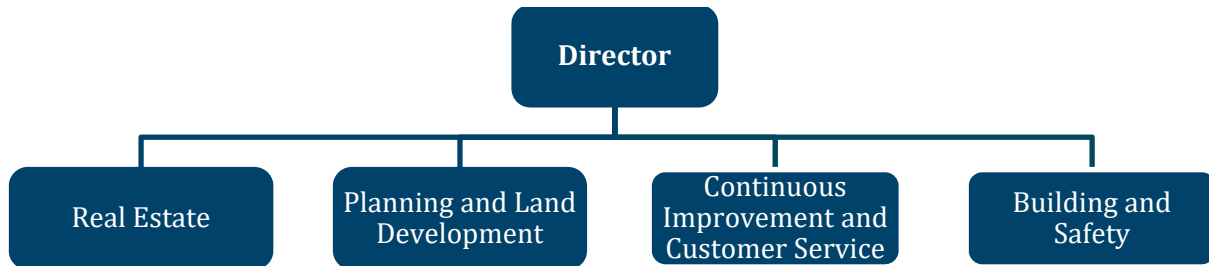 Director
Real Estate
Planning and Land
Development
Continuous
Improvement and
Customer Service
Building and
Safety